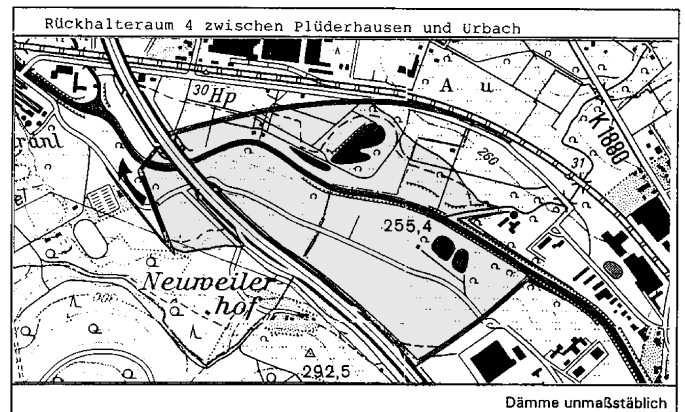 Rückhalteraum 4 zwischen Plüderhausen und Urbach
30 Hp
A u
K 1880
31
260
255,4
Neuweiler
hof
292,5
Dämme unmaßstäblich